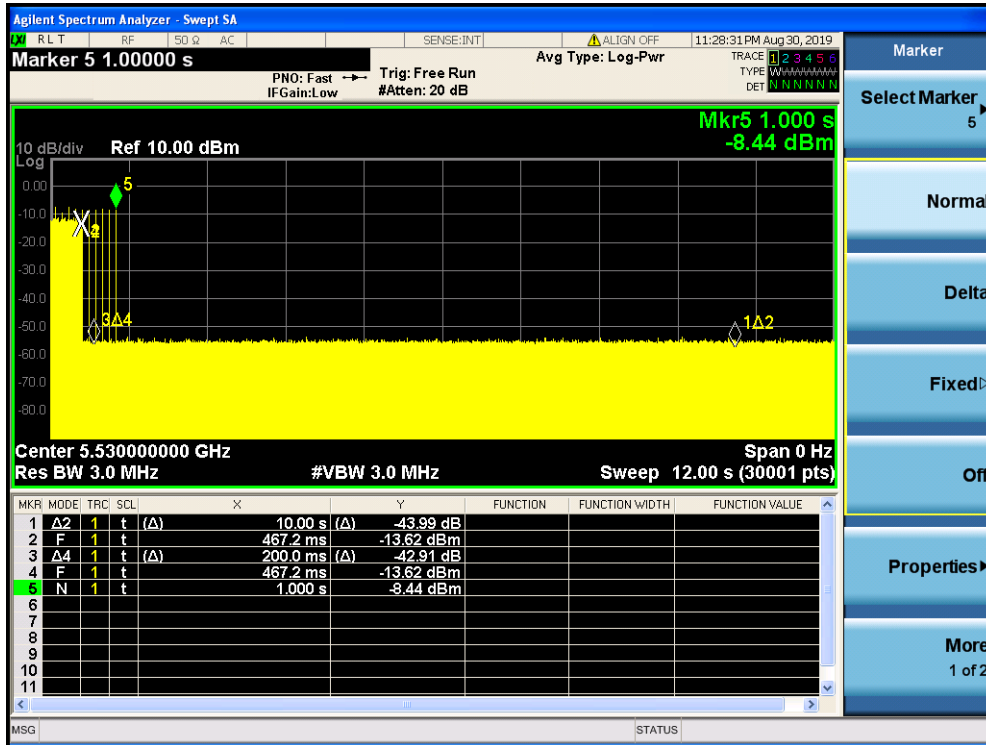 Agilent Spectrum Analyzer - Swept SA
LXI RLT RF 50 Ω AC SENSE:INT ALIGN OFF 11:28:31 PM Aug 30, 2019
Marker 5 1.00000 s
PNO: Fast
IFGain:Low
Trig: Free Run
#Atten: 20 dB
Avg Type: Log-Pwr
TRACE 1 2 3 4 5 6
TYPE
DET N N N N N N
Mkr5 1.000 s
-8.44 dBm
10 dB/div Ref 10.00 dBm
Log
0.00
-10.0
-20.0
-30.0
-40.0
-50.0
-60.0
-70.0
-80.0
5
X
2
3Δ4
1Δ2
Center 5.530000000 GHz Span 0 Hz
Res BW 3.0 MHz #VBW 3.0 MHz Sweep 12.00 s (30001 pts)
MKR MODE TRC SCL X Y FUNCTION FUNCTION WIDTH FUNCTION VALUE
1 Δ2 1 t (Δ) 10.00 s (Δ) -43.99 dB
2 F 1 t 467.2 ms -13.62 dBm
3 Δ4 1 t (Δ) 200.0 ms (Δ) -42.91 dB
4 F 1 t 467.2 ms -13.62 dBm
5 N 1 t 1.000 s -8.44 dBm
6
7
8
9
10
11
MSG STATUS
Marker
Select Marker
5
Norma
Delta
Fixed
Off
Properties
More
1 of 2